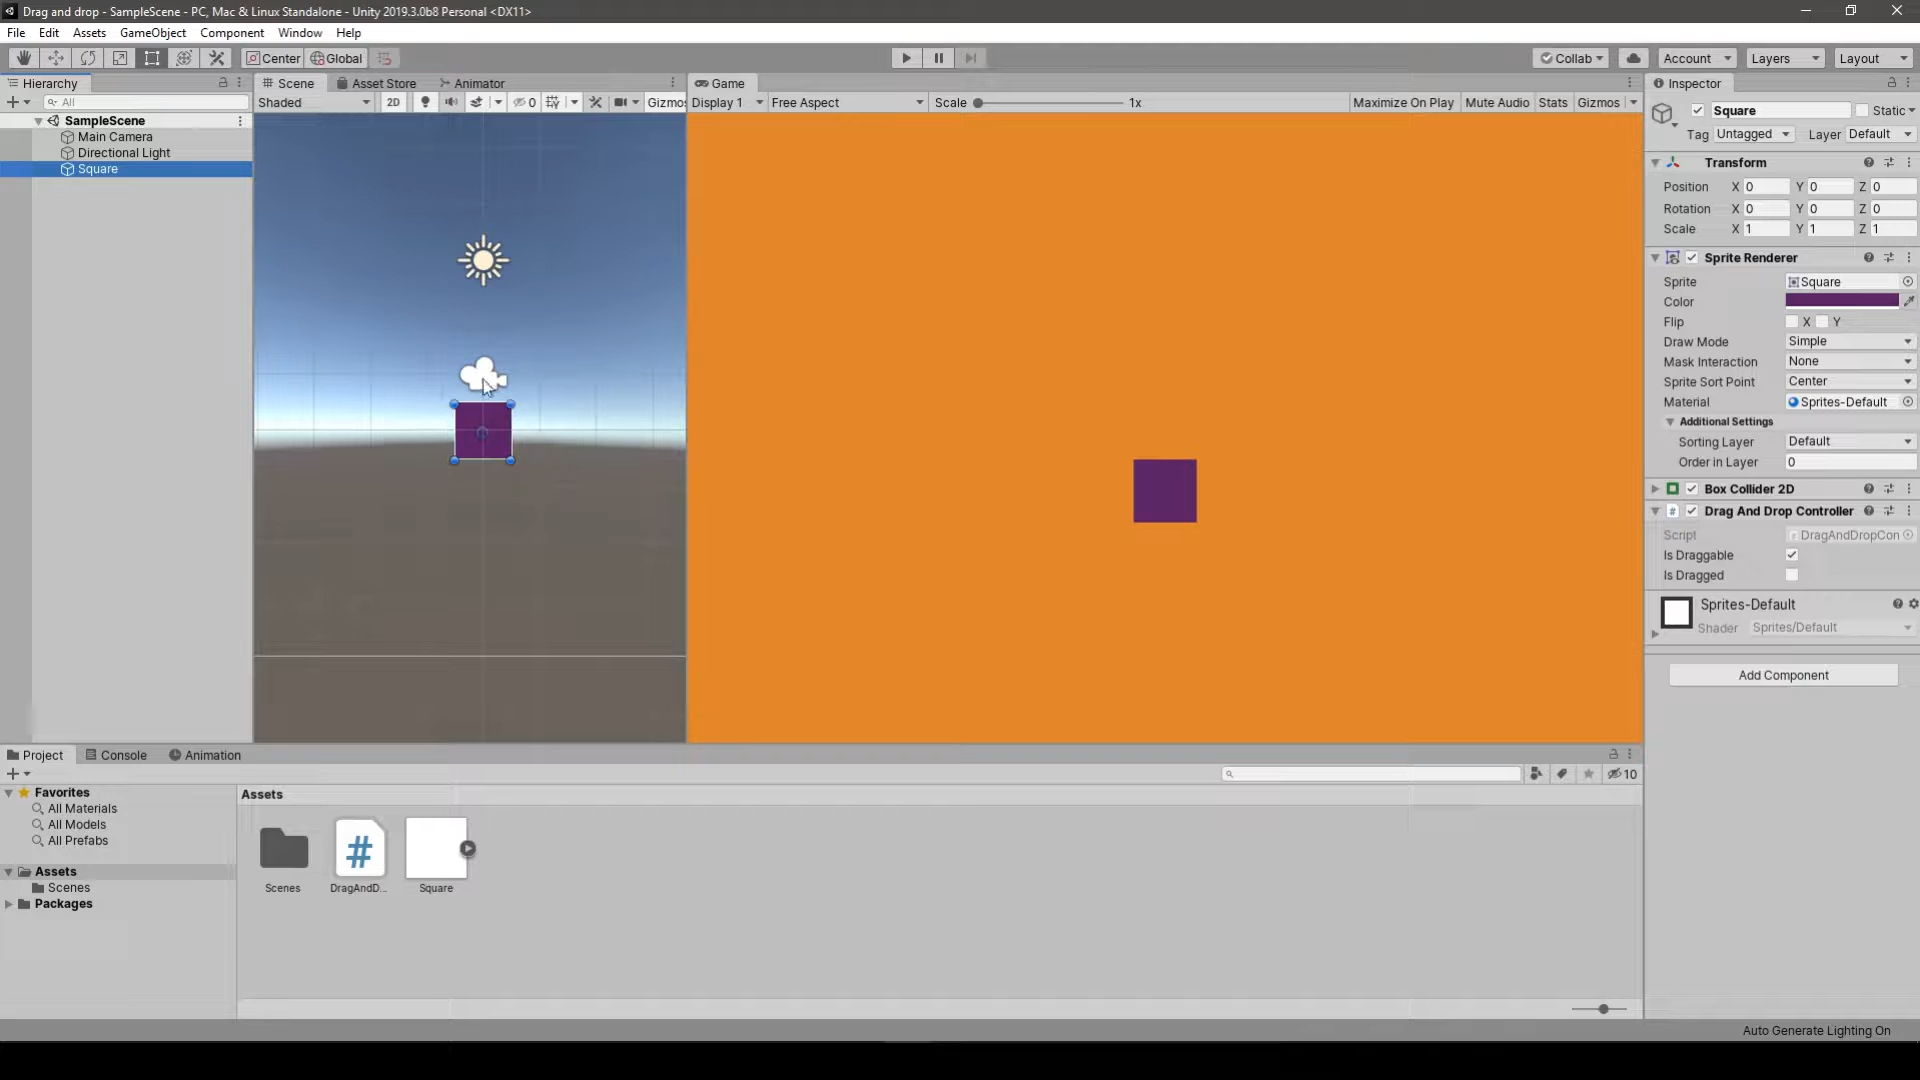 Drag and drop - SampleScene - PC, Mac & Linux Standalone - Unity 2019.3.0b8 Personal <DX11>
File Edit Assets GameObject Component Window Help
Center Global Collab Account Layers Layout
Hierarchy
All
SampleScene
Main Camera
Directional Light
Square
Scene Asset Store Animator
Shaded 2D 0 Gizmos
Game
Display 1 Free Aspect Scale 1x Maximize On Play Mute Audio Stats Gizmos
Inspector
Square Static
Tag Untagged Layer Default
Transform
Position X 0 Y 0 Z 0
Rotation X 0 Y 0 Z 0
Scale X 1 Y 1 Z 1
Sprite Renderer
Sprite Square
Color
Flip X Y
Draw Mode Simple
Mask Interaction None
Sprite Sort Point Center
Material Sprites-Default
Additional Settings
Sorting Layer Default
Order in Layer 0
Box Collider 2D
# Drag And Drop Controller
Script DragAndDropCon
Is Draggable
Is Dragged
Sprites-Default
Shader Sprites/Default
Add Component
Project Console Animation
10
Favorites
All Materials
All Models
All Prefabs
Assets
Scenes
Packages
Assets
#
Scenes DragAndD... Square
Auto Generate Lighting On